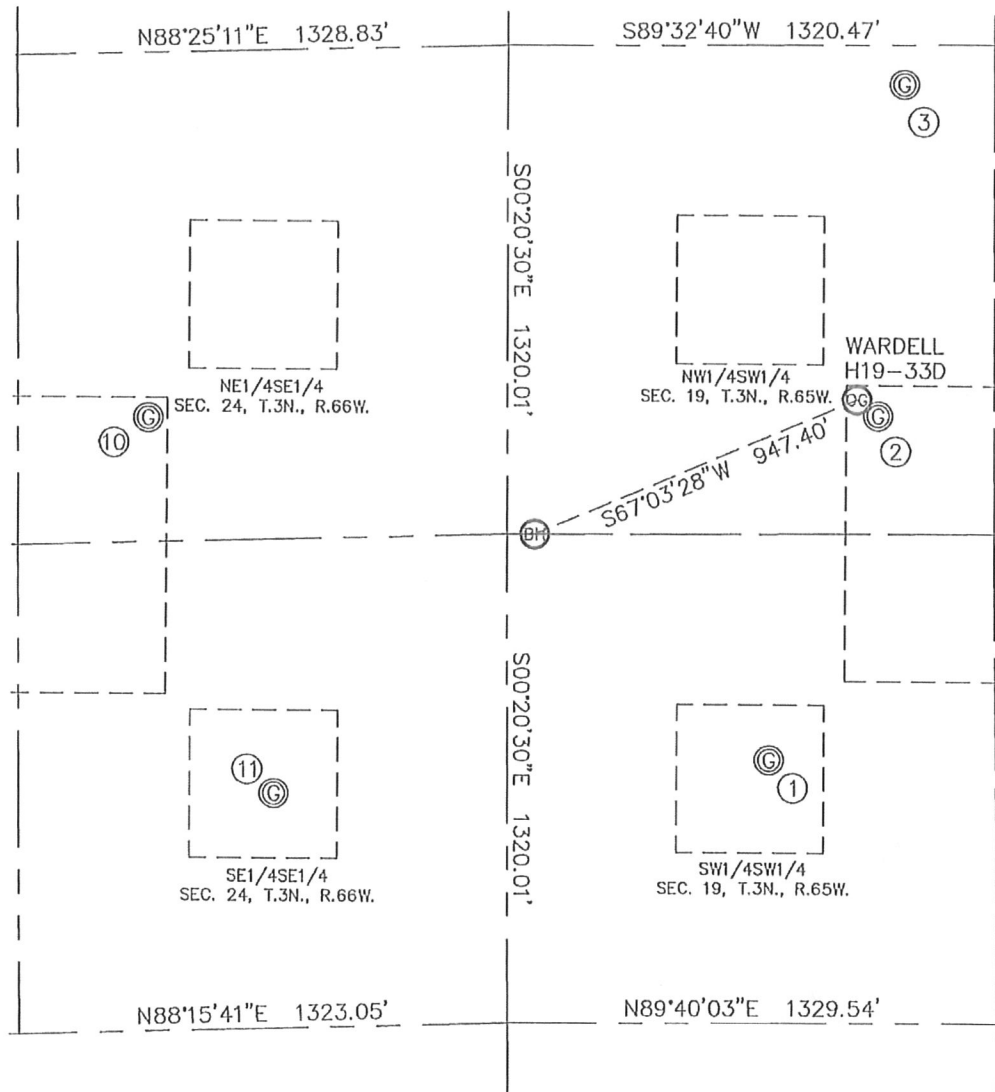 N88°25'11"E 1328.83'
S89°32'40"W 1320.47'
G
3
S00°20'30"E 1320.01'
NE1/4SE1/4
SEC. 24, T.3N., R.66W.
NW1/4SW1/4
SEC. 19, T.3N., R.65W.
WARDELL
H19-33D
OG
G
2
G
10
S67°03'28"W 947.40'
BH
S00°20'30"E 1320.01'
11
G
G
1
SE1/4SE1/4
SEC. 24, T.3N., R.66W.
SW1/4SW1/4
SEC. 19, T.3N., R.65W.
N88°15'41"E 1323.05'
N89°40'03"E 1329.54'